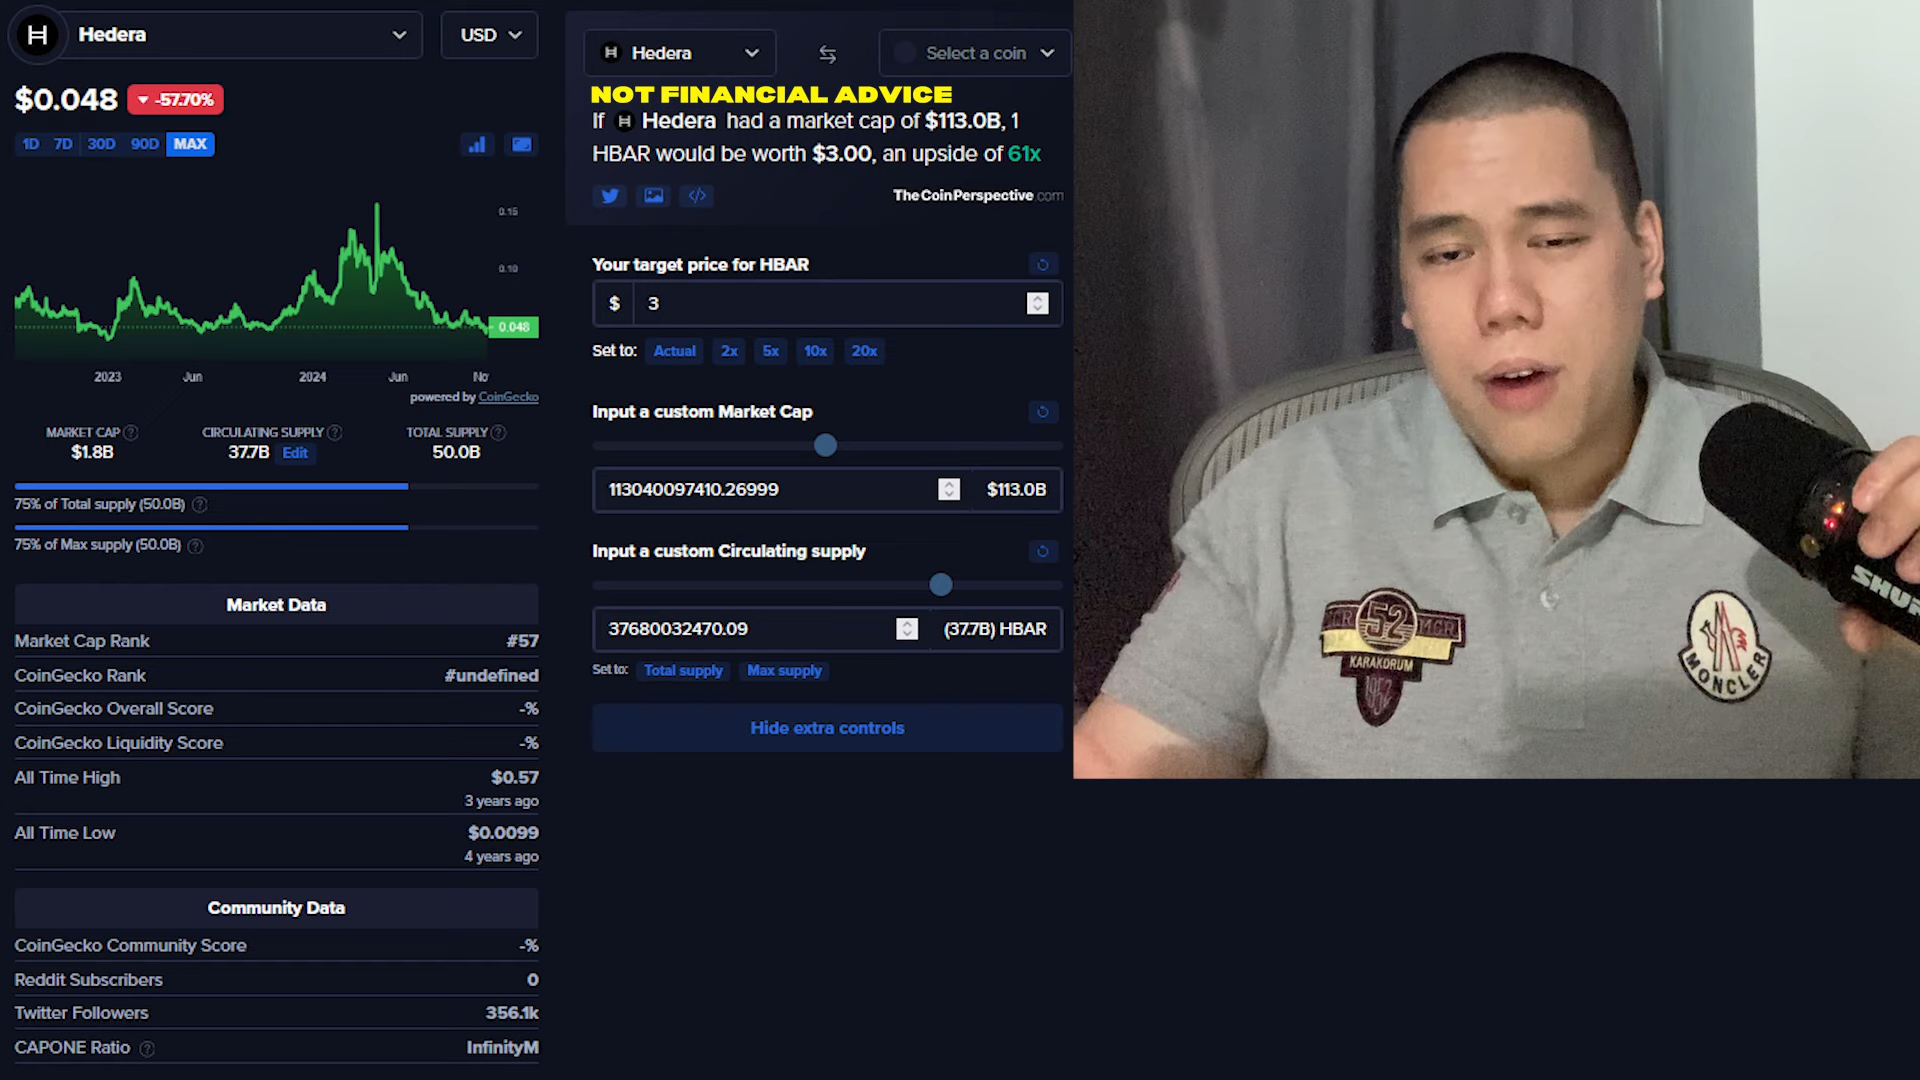 Hedera
USD
$0.048
-57.70%
1D 7D 30D 90D MAX
0.15
0.10
0.048
2023 Jun 2024 Jun No
powered by CoinGecko
MARKET CAP CIRCULATING SUPPLY TOTAL SUPPLY
$1.8B 37.7B Edit 50.0B
75% of Total supply (50.0B)
75% of Max supply (50.0B)
Market Data
Market Cap Rank #57
CoinGecko Rank #undefined
CoinGecko Overall Score -%
CoinGecko Liquidity Score -%
All Time High $0.57
3 years ago
All Time Low $0.0099
4 years ago
Community Data
CoinGecko Community Score -%
Reddit Subscribers 0
Twitter Followers 356.1k
CAPONE Ratio InfinityM
Hedera Select a coin
NOT FINANCIAL ADVICE
If Hedera had a market cap of $113.0B, 1
HBAR would be worth $3.00, an upside of 61x
TheCoinPerspective.com
Your target price for HBAR
$ 3
Set to: Actual 2x 5x 10x 20x
Input a custom Market Cap
113040097410.26999 $113.0B
Input a custom Circulating supply
37680032470.09 (37.7B) HBAR
Set to: Total supply Max supply
Hide extra controls
52
MCR
KARAKORUM
1952
MONCLER
SHUR